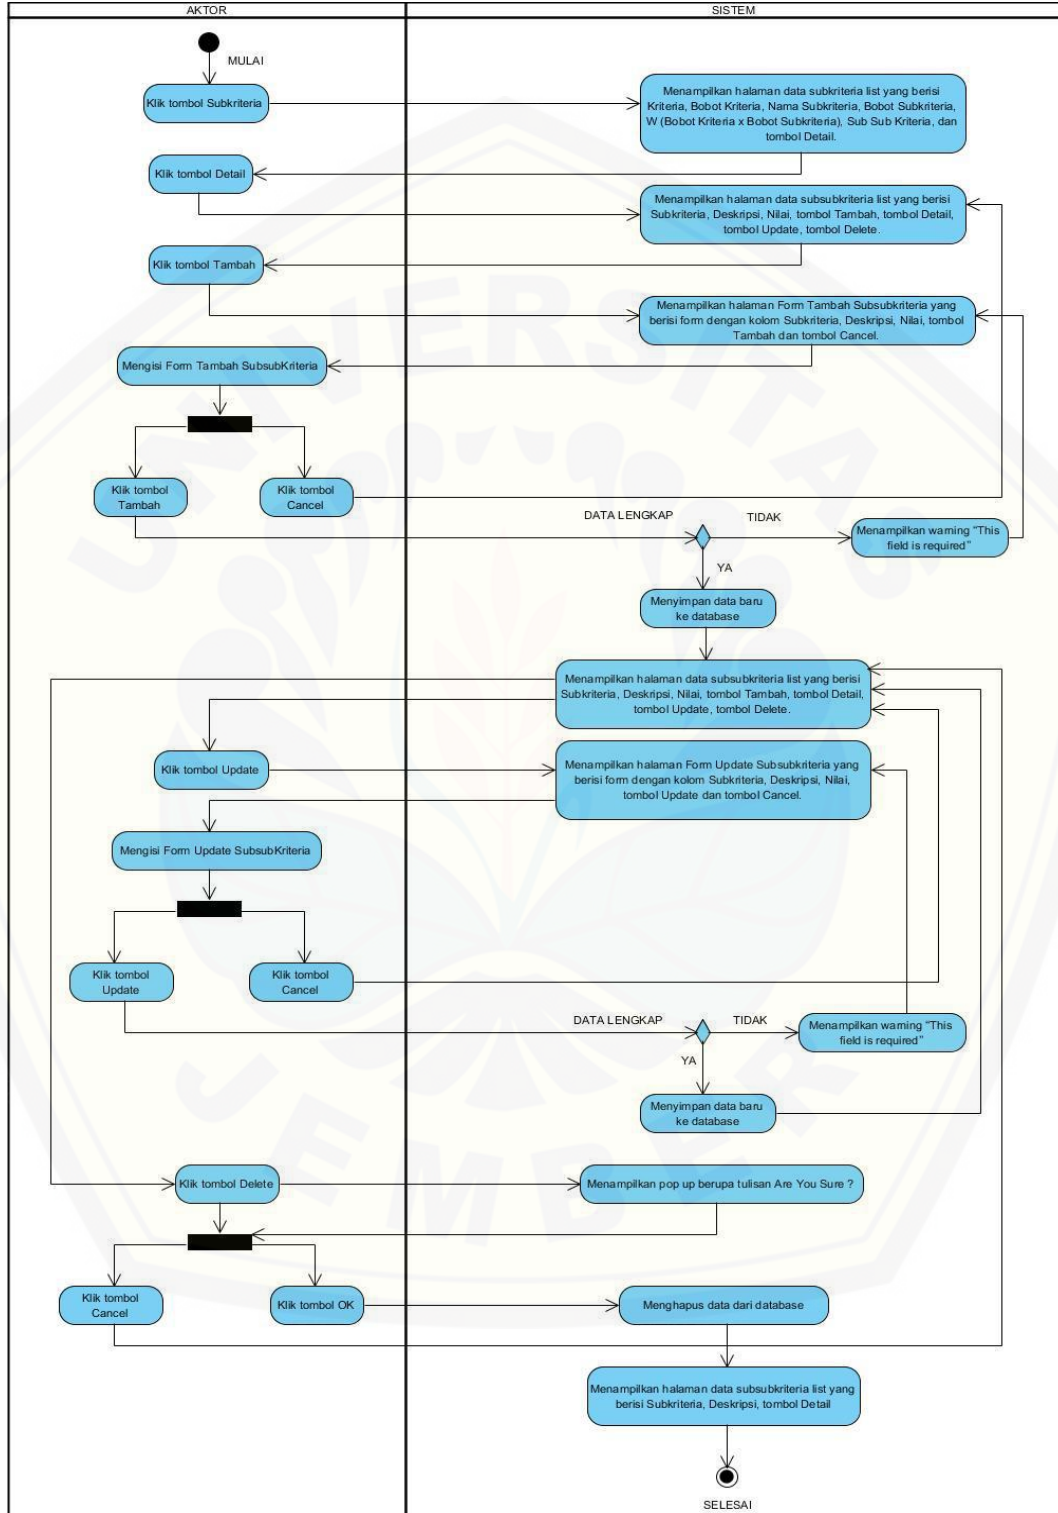 AKTOR
SISTEM
MULAI
Klik tombol Subkriteria
Menampilkan halaman data subkriteria list yang berisi
Kriteria, Bobot Kriteria, Nama Subkriteria, Bobot Subkriteria,
W (Bobot Kriteria x Bobot Subkriteria), Sub Sub Kriteria, dan
tombol Detail.
Klik tombol Detail
Menampilkan halaman data subsubkriteria list yang berisi
Subkriteria, Deskripsi, Nilai, tombol Tambah, tombol Detail,
tombol Update, tombol Delete.
Klik tombol Tambah
Menampilkan halaman Form Tambah Subsubkriteria yang
berisi form dengan kolom Subkriteria, Deskripsi, Nilai, tombol
Tambah dan tombol Cancel.
Mengisi Form Tambah SubsubKriteria
Klik tombol
Tambah
Klik tombol
Cancel
DATA LENGKAP
TIDAK
Menampilkan warning "This
field is required"
YA
Menyimpan data baru
ke database
Menampilkan halaman data subsubkriteria list yang berisi
Subkriteria, Deskripsi, Nilai, tombol Tambah, tombol Detail,
tombol Update, tombol Delete.
Klik tombol Update
Menampilkan halaman Form Update Subsubkriteria yang
berisi form dengan kolom Subkriteria, Deskripsi, Nilai,
tombol Update dan tombol Cancel.
Mengisi Form Update SubsubKriteria
Klik tombol
Update
Klik tombol
Cancel
DATA LENGKAP
TIDAK
Menampilkan warning "This
field is required"
YA
Menyimpan data baru
ke database
Klik tombol Delete
Menampilkan pop up berupa tulisan Are You Sure ?
Klik tombol
Cancel
Klik tombol OK
Menghapus data dari database
Menampilkan halaman data subsubkriteria list yang
berisi Subkriteria, Deskripsi, tombol Detail
SELESAI
UNIVERSITAS
JEMBER